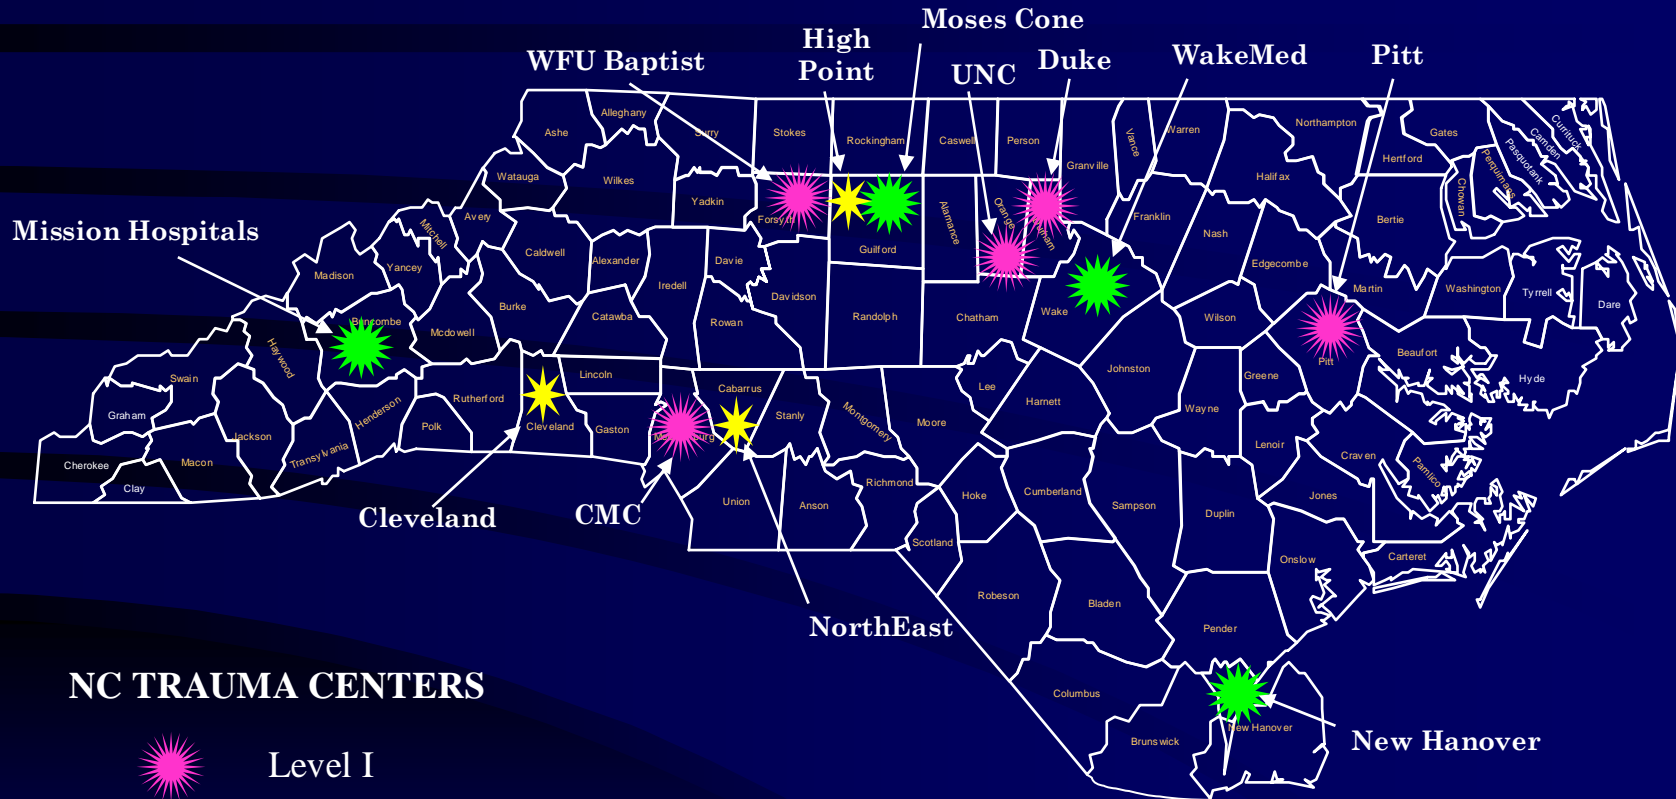 Moses Cone
High
Point
WFU Baptist
UNC
Duke
WakeMed
Pitt
Mission Hospitals
Ashe
Alleghany
Surry
Stokes
Rockingham
Caswell
Person
Granville
Vance
Warren
Northampton
Gates
Hertford
Currituck
Camden
Pasquotank
Perquimans
Chowan
Watauga
Wilkes
Yadkin
Forsyth
Guilford
Alamance
Orange
Franklin
Halifax
Bertie
Nash
Edgecombe
Martin
Washington
Tyrrell
Dare
Mitchell
Avery
Caldwell
Alexander
Iredell
Davie
Davidson
Madison
Yancey
Burke
Catawba
Rowan
Randolph
Chatham
Wake
Wilson
Pitt
Beaufort
Hyde
Buncombe
Mcdowell
Haywood
Swain
Graham
Lincoln
Cabarrus
Stanly
Montgomery
Moore
Lee
Harnett
Johnston
Greene
Wayne
Lenoir
Craven
Pamlico
Rutherford
Henderson
Polk
Cleveland
Gaston
Jackson
Macon
Transylvania
Cherokee
Clay
Union
Anson
Richmond
Hoke
Scotland
Cumberland
Sampson
Duplin
Jones
Onslow
Carteret
Cleveland
CMC
NorthEast
Robeson
Bladen
Pender
Columbus
Brunswick
New Hanover
New Hanover
NC TRAUMA CENTERS
Level I